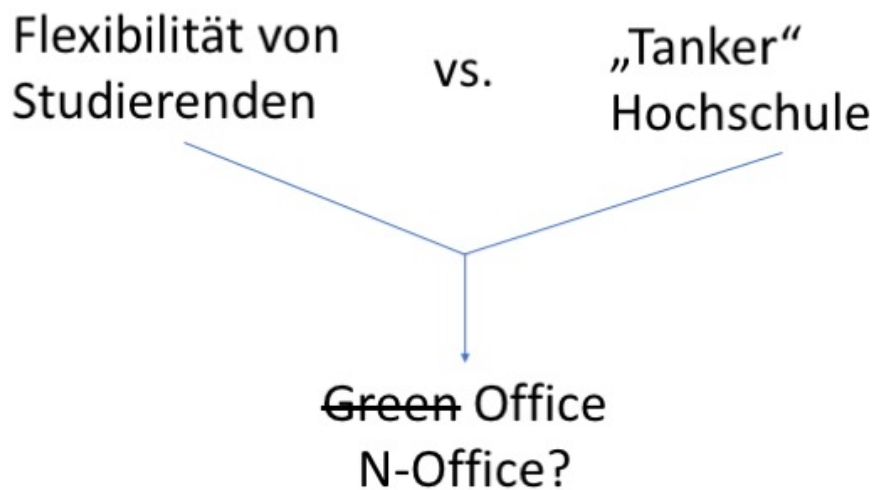 Flexibilität von
Studierenden
vs.
„Tanker“
Hochschule
Green Office
N-Office?